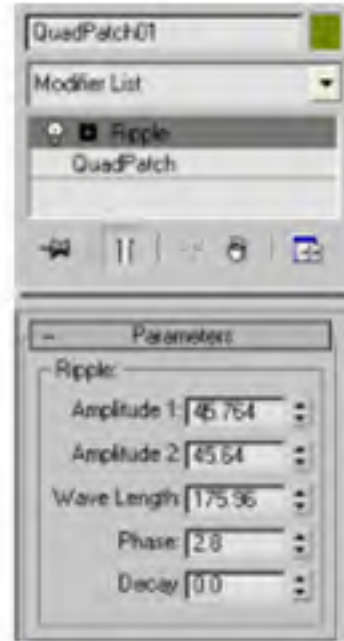 QuadPatch01
Modifier List
Ripple
QuadPatch
Parameters
Ripple:
Amplitude 1: 45.764
Amplitude 2: 45.64
Wave Length: 175.96
Phase: 2.8
Decay: 0.0